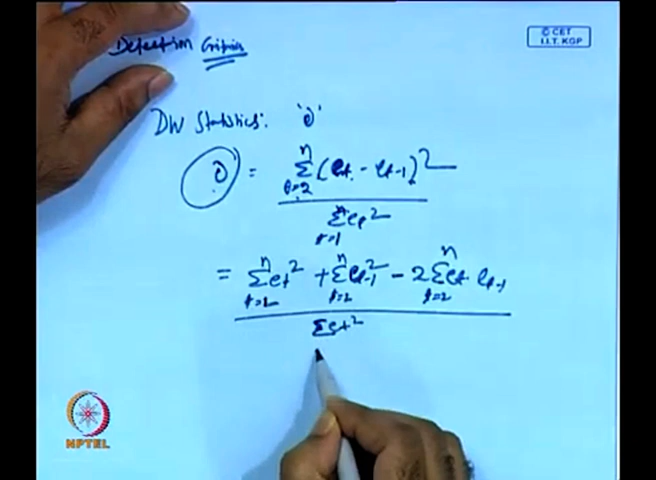 © CET
I.I.T. KGP
Detection Criteria
DW Statistics: 'd'
d = Σ_{t=2}^{n} (e_t - e_{t-1})^2
Σ_{t=1}^{n} e_t^2
= Σ_{t=2}^{n} e_t^2 + Σ_{t=2}^{n} e_{t-1}^2 - 2 Σ_{t=2}^{n} e_t e_{t-1}
Σ e_t^2
NPTEL